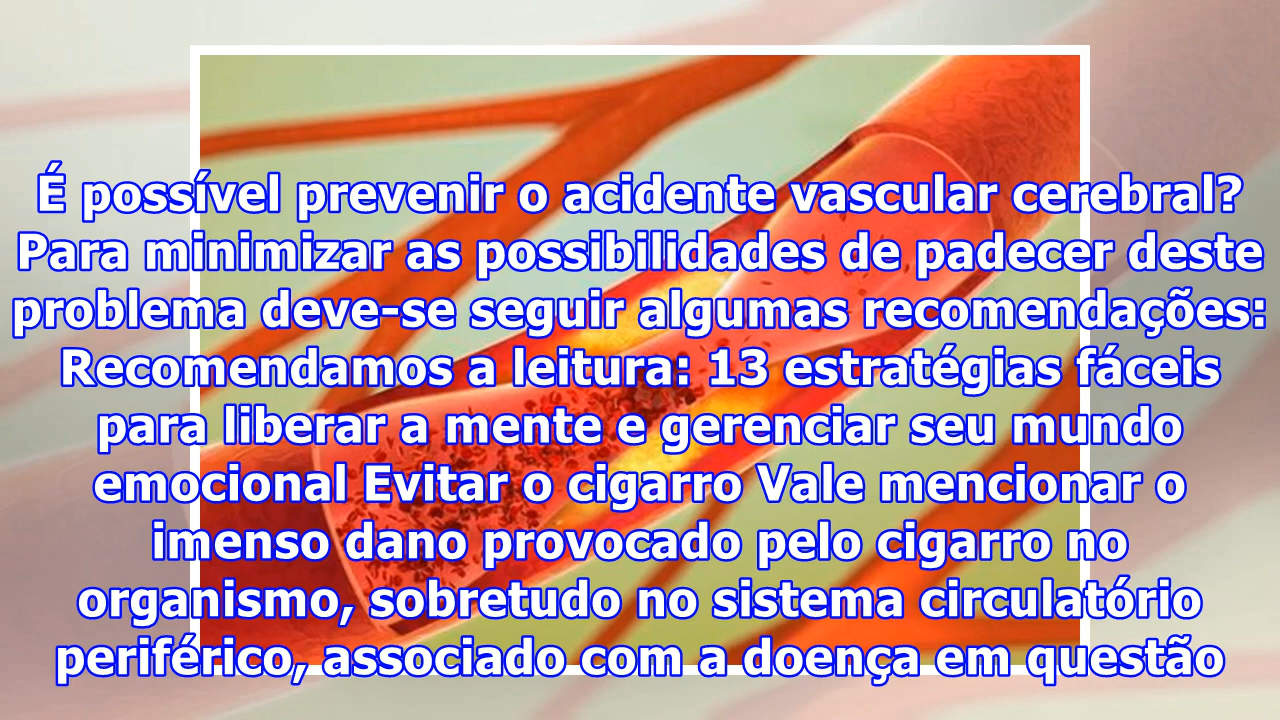 É possível prevenir o acidente vascular cerebral?
Para minimizar as possibilidades de padecer deste
problema deve-se seguir algumas recomendações:
Recomendamos a leitura: 13 estratégias fáceis
para liberar a mente e gerenciar seu mundo
emocional Evitar o cigarro Vale mencionar o
imenso dano provocado pelo cigarro no
organismo, sobretudo no sistema circulatório
periférico, associado com a doença em questão